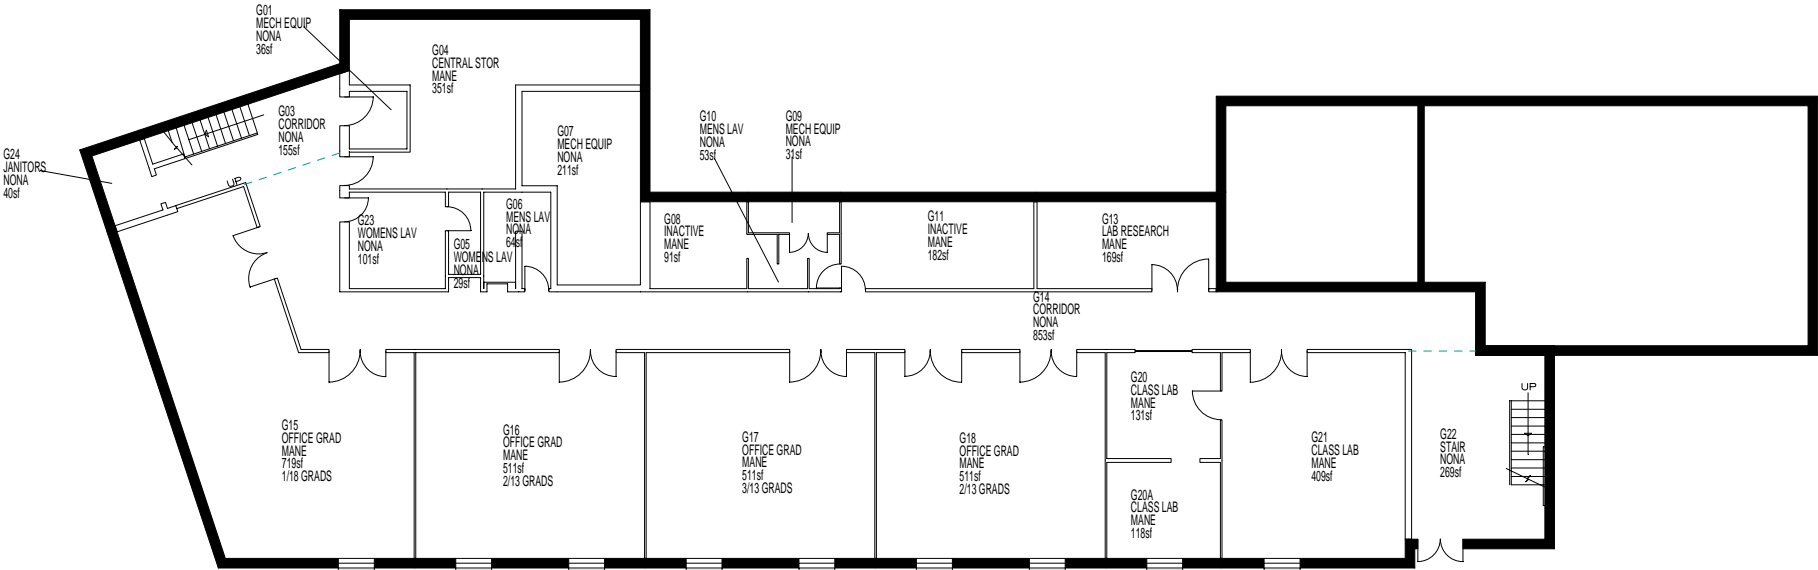 G01
MECH EQUIP
NONA
36sf
G04
CENTRAL STOR
MANE
351sf
G03
CORRIDOR
NONA
155sf
G24
JANITORS
NONA
40sf
UP
G07
MECH EQUIP
NONA
211sf
G10
MENS LAV
NONA
53sf
G09
MECH EQUIP
NONA
31sf
G23
WOMENS LAV
NONA
101sf
G05
WOMENS LAV
NONA
29sf
G06
MENS LAV
NONA
64sf
G08
INACTIVE
MANE
91sf
G11
INACTIVE
MANE
182sf
G13
LAB RESEARCH
MANE
169sf
G14
CORRIDOR
NONA
853sf
G15
OFFICE GRAD
MANE
719sf
1/18 GRADS
G16
OFFICE GRAD
MANE
511sf
2/13 GRADS
G17
OFFICE GRAD
MANE
511sf
3/13 GRADS
G18
OFFICE GRAD
MANE
511sf
2/13 GRADS
G20
CLASS LAB
MANE
131sf
G20A
CLASS LAB
MANE
118sf
G21
CLASS LAB
MANE
409sf
G22
STAIR
NONA
269sf
UP